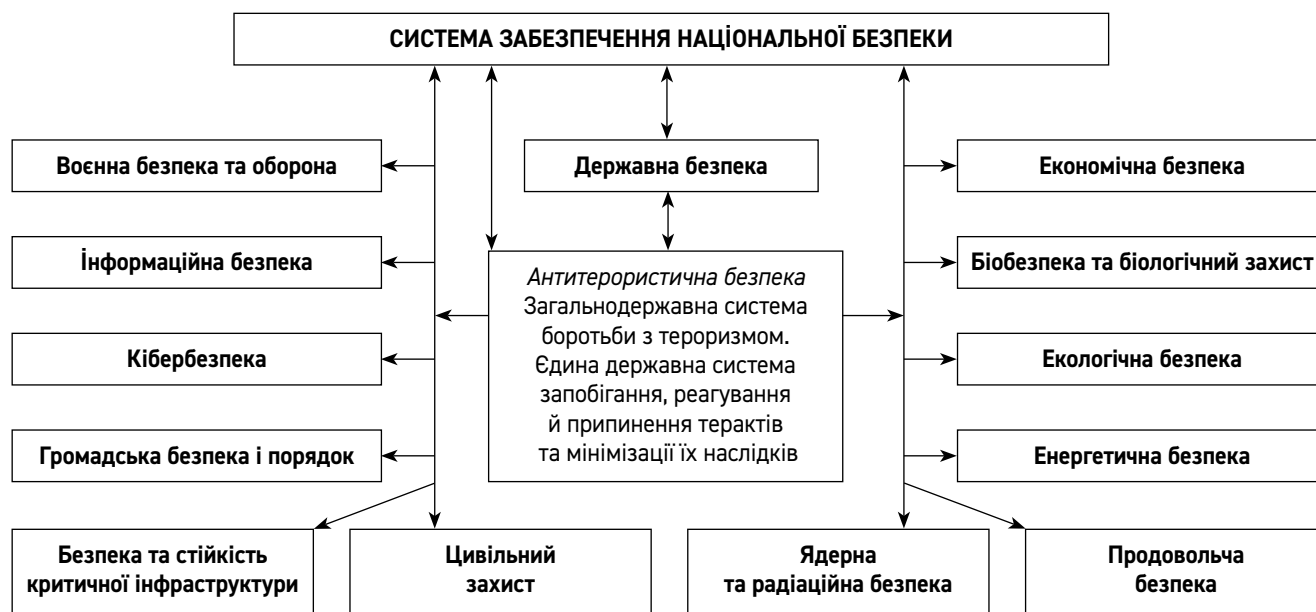 СИСТЕМА ЗАБЕЗПЕЧЕННЯ НАЦІОНАЛЬНОЇ БЕЗПЕКИ
Воєнна безпека та оборона
Державна безпека
Економічна безпека
Інформаційна безпека
Антитерористична безпека
Загальнодержавна система
боротьби з тероризмом.
Єдина державна система
запобігання, реагування
й припинення терактів
та мінімізації їх наслідків
Біобезпека та біологічний захист
Кібербезпека
Екологічна безпека
Громадська безпека і порядок
Енергетична безпека
Безпека та стійкість
критичної інфраструктури
Цивільний
захист
Ядерна
та радіаційна безпека
Продовольча
безпека